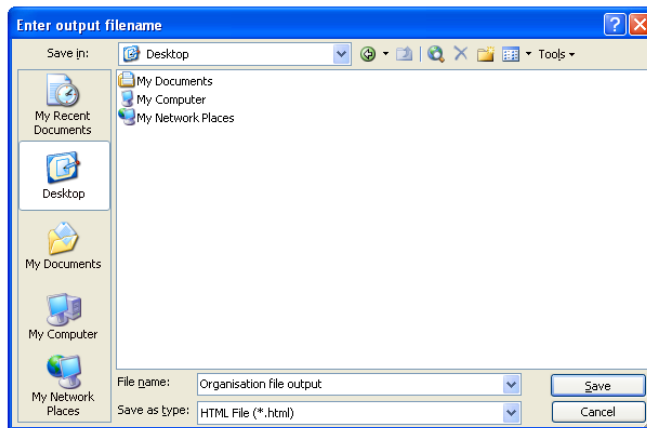 Enter output filename
Save in:
Desktop
Tools
My Documents
My Computer
My Network Places
My Recent
Documents
Desktop
My Documents
My Computer
My Network
Places
File name:
Organisation file output
Save
Save as type:
HTML File (*.html)
Cancel